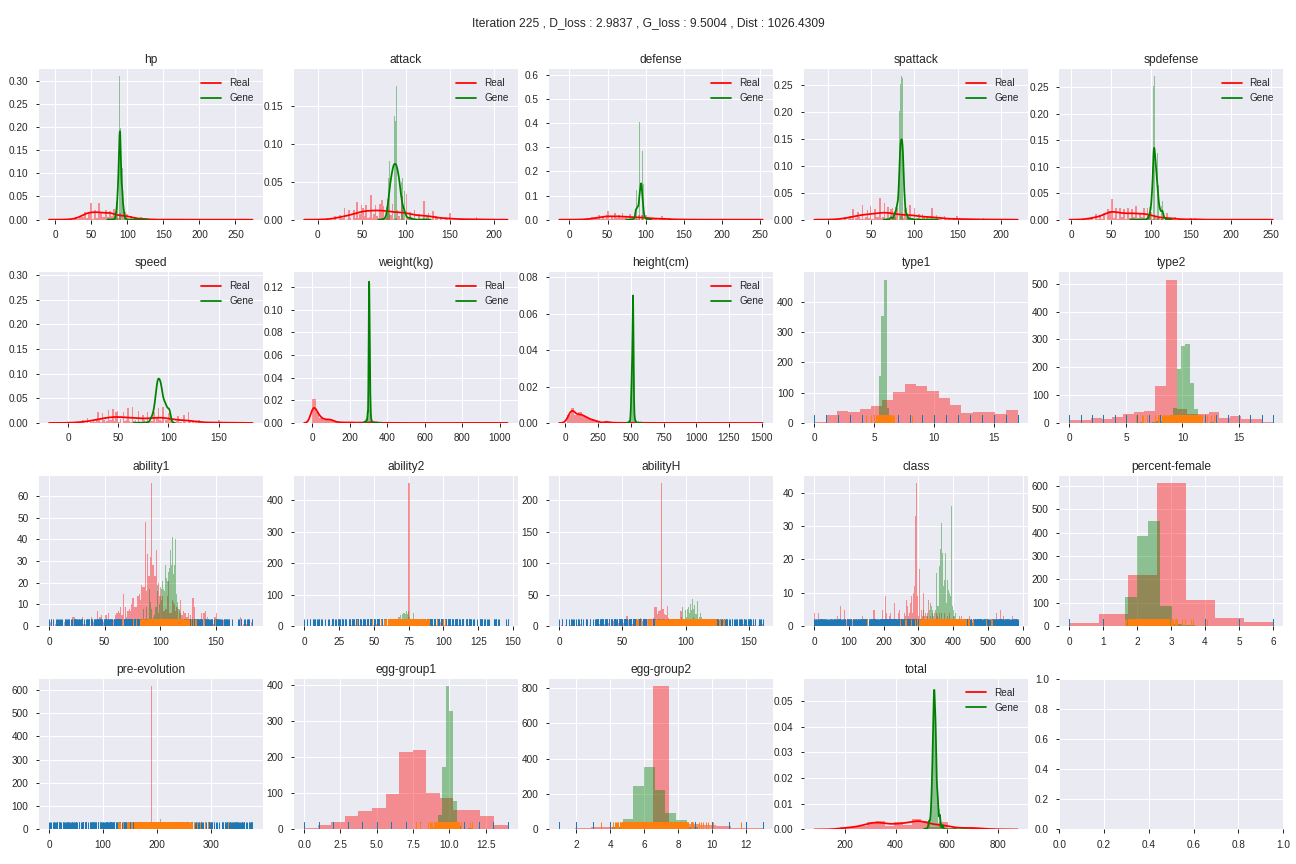 Iteration 225 , D_loss : 2.9837 , G_loss : 9.5004 , Dist : 1026.4309
hp attack defense spattack spdefense
0.30 0.25 0.20 0.15 0.10 0.05 0.00
0 50 100 150 200 250
Real
Gene
0.15 0.10 0.05 0.00
0 50 100 150 200
Real
Gene
0.6 0.5 0.4 0.3 0.2 0.1 0.0
0 50 100 150 200 250
Real
Gene
0.25 0.20 0.15 0.10 0.05 0.00
0 50 100 150 200
Real
Gene
0.25 0.20 0.15 0.10 0.05 0.00
0 50 100 150 200 250
Real
Gene
speed weight(kg) height(cm) type1 type2
0.30 0.25 0.20 0.15 0.10 0.05 0.00
0 50 100 150
Real
Gene
0.12 0.10 0.08 0.06 0.04 0.02 0.00
0 200 400 600 800 1000
Real
Gene
0.08 0.06 0.04 0.02 0.00
0 250 500 750 1000 1250 1500
Real
Gene
400 300 200 100 0
0 5 10 15
500 400 300 200 100 0
0 5 10 15
ability1 ability2 abilityH class percent-female
60 50 40 30 20 10 0
0 50 100 150
400 300 200 100 0
0 25 50 75 100 125 150
200 150 100 50 0
0 50 100 150
40 30 20 10 0
0 100 200 300 400 500 600
600 500 400 300 200 100 0
0 1 2 3 4 5 6
pre-evolution egg-group1 egg-group2 total
600 500 400 300 200 100 0
0 100 200 300
400 300 200 100 0
0.0 2.5 5.0 7.5 10.0 12.5
800 600 400 200 0
2 4 6 8 10 12
0.05 0.04 0.03 0.02 0.01 0.00
200 400 600 800
Real
Gene
1.0 0.8 0.6 0.4 0.2 0.0
0.0 0.2 0.4 0.6 0.8 1.0